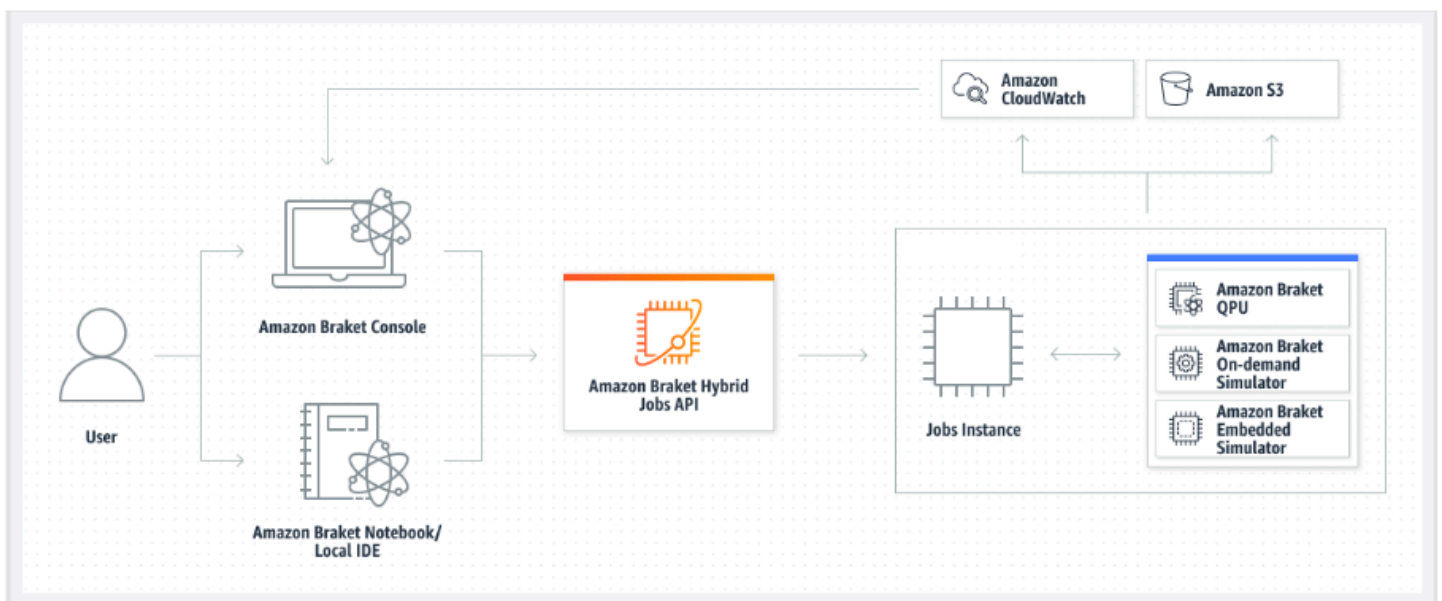 Amazon
CloudWatch
Amazon S3
Amazon Braket Console
User
Amazon Braket Notebook/
Local IDE
Amazon Braket Hybrid
Jobs API
Jobs Instance
Amazon Braket
QPU
Amazon Braket
On-demand
Simulator
Amazon Braket
Embedded
Simulator